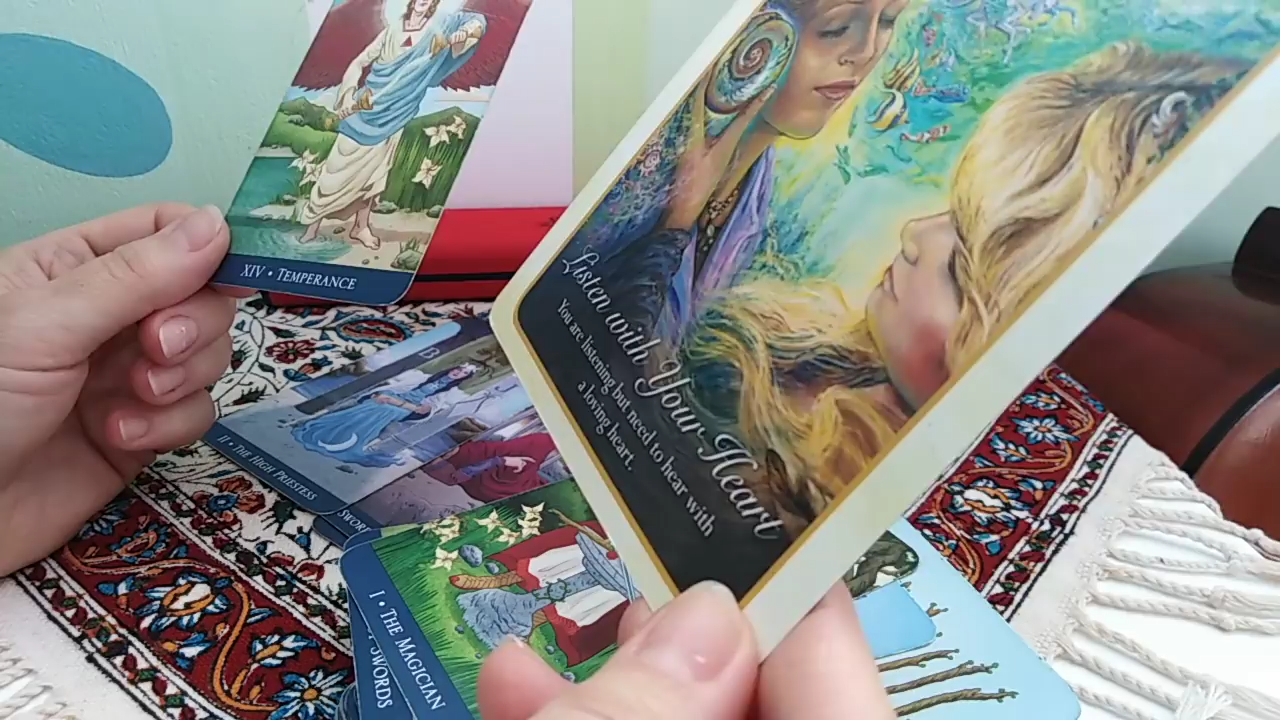 XIV • TEMPERANCE
Listen with Your Heart
You are listening but need to hear with
a loving heart.
B
II • THE HIGH PRIESTESS
SWOR
I • THE MAGICIAN
SWORDS